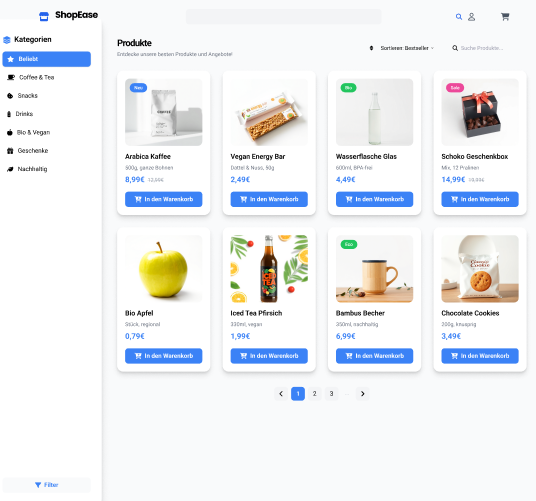 ShopEase
Kategorien
Beliebt
Coffee & Tea
Snacks
Drinks
Bio & Vegan
Geschenke
Nachhaltig
Filter
Produkte
Entdecke unsere besten Produkte und Angebote!
Sortieren: Bestseller
Suche Produkte...
Neu
COFFEE
Arabica Kaffee
500g, ganze Bohnen
8,99€
In den Warenkorb
Vegan Energy Bar
Dattel & Nuss, 50g
2,49€
In den Warenkorb
Bio
Wasserflasche Glas
600ml, BPA-frei
4,49€
In den Warenkorb
Sale
Schoko Geschenkbox
Mix, 12 Pralinen
14,99€
In den Warenkorb
Bio Apfel
Stück, regional
0,79€
In den Warenkorb
ICED TEA
Iced Tea Pfirsich
330ml, vegan
1,99€
In den Warenkorb
Eco
Bambus Becher
350ml, nachhaltig
6,99€
In den Warenkorb
Cookie
Chocolate Cookies
200g, knusprig
3,49€
In den Warenkorb
1 2 3